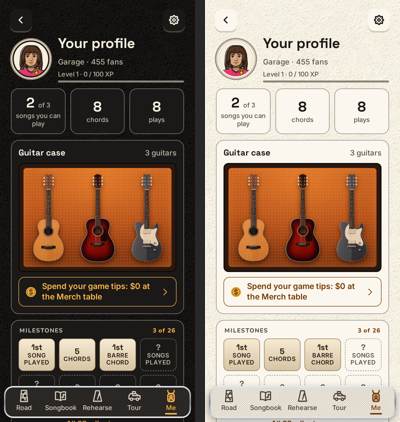 Your profile
Garage · 455 fans
Level 1 · 0 / 100 XP
2 of 3
songs you can
play
8
chords
8
plays
Guitar case
3 guitars
Spend your game tips: $0 at
the Merch table
MILESTONES
3 of 26
1st
SONG
PLAYED
5
CHORDS
1st
BARRE
CHORD
?
SONGS
PLAYED
?
?
?
?
Road
Songbook
Rehearse
Tour
Me
Your profile
Garage · 455 fans
Level 1 · 0 / 100 XP
2 of 3
songs you can
play
8
chords
8
plays
Guitar case
3 guitars
Spend your game tips: $0 at
the Merch table
MILESTONES
3 of 26
1st
SONG
PLAYED
5
CHORDS
1st
BARRE
CHORD
?
SONGS
PLAYED
?
?
?
?
Road
Songbook
Rehearse
Tour
Me